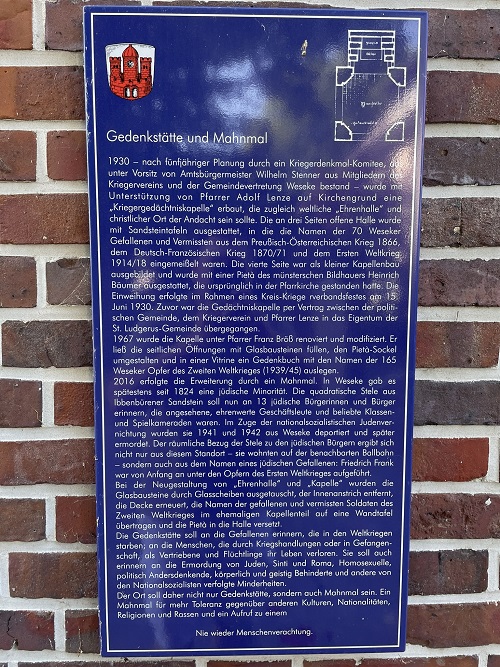 Gedenkstätte und Mahnmal
1930 – nach fünfjähriger Planung durch ein Kriegerdenkmal-Komitee, das
unter Vorsitz von Amtsbürgermeister Wilhelm Stenner aus Mitgliedern des
Kriegervereins und der Gemeindevertretung Weseke bestand – wurde mit
Unterstützung von Pfarrer Adolf Lenze auf Kirchengrund eine
„Kriegergedächtniskapelle“ erbaut, die zugleich weltliche „Ehrenhalle“ und
christlicher Ort der Andacht sein sollte. Die an drei Seiten offene Halle wurde
mit Sandsteintafeln ausgestattet, in die die Namen der 70 Weseker
Gefallenen und Vermissten aus dem Preußisch-Österreichischen Krieg 1866,
dem Deutsch-Französischen Krieg 1870/71 und dem Ersten Weltkrieg
1914/18 eingemeißelt waren. Die vierte Seite war als kleiner Kapellenbau
ausgebildet und wurde mit einer Pietà des münsterschen Bildhauers Heinrich
Bäumer ausgestattet, die ursprünglich in der Pfarrkirche gestanden hatte. Die
Einweihung erfolgte im Rahmen eines Kreis-Kriegerverbandsfestes am 15.
Juni 1930. Zuvor war die Gedächtniskapelle per Vertrag zwischen der politi-
schen Gemeinde, dem Kriegerverein und Pfarrer Lenze in das Eigentum der
St. Ludgerus-Gemeinde übergegangen.
1967 wurde die Kapelle unter Pfarrer Franz Bröß renoviert und modifiziert. Er
ließ die seitlichen Öffnungen mit Glasbausteinen füllen, den Pietà-Sockel
umgestalten und in einer Vitrine ein Gedenkbuch mit den Namen der 165
Weseker Opfer des Zweiten Weltkrieges (1939/45) auslegen.
2016 erfolgte die Erweiterung durch ein Mahnmal. In Weseke gab es
spätestens seit 1824 eine jüdische Minorität. Die quadratische Stele aus
Ibbenbürener Sandstein soll nun an 13 jüdische Bürgerinnen und Bürger
erinnern, die angesehene, ehrenwerte Geschäftsleute und beliebte Klassen-
und Spielkameraden waren. Im Zuge der nationalsozialistischen Judenver-
nichtung wurden sie 1941 und 1942 aus Weseke deportiert und später
ermordet. Der räumliche Bezug der Stele zu den jüdischen Bürgern ergibt sich
nicht nur aus diesem Standort – sie wohnten auf der benachbarten Ballbahn
– sondern auch aus dem Namen eines jüdischen Gefallenen: Friedrich Frank
war von Anfang an unter den Opfern des Ersten Weltkrieges aufgeführt.
Bei der Neugestaltung von „Ehrenhalle“ und „Kapelle“ wurden die
Glasbausteine durch Glasscheiben ausgetauscht, der Innenanstrich entfernt,
die Decke erneuert, die Namen der gefallenen und vermissten Soldaten des
Zweiten Weltkrieges im ehemaligen Kapellenteil auf eine Wandtafel
übertragen und die Pietà in die Halle versetzt.
Die Gedenkstätte soll an die Gefallenen erinnern, die in den Weltkriegen
starben; an die Menschen, die durch Kriegshandlungen oder in Gefangen-
schaft, als Vertriebene und Flüchtlinge ihr Leben verloren. Sie soll auch
erinnern an die Ermordung von Juden, Sinti und Roma, Homosexuelle,
politisch Andersdenkende, körperlich und geistig Behinderte und andere von
den Nationalsozialisten verfolgte Minderheiten.
Der Ort soll daher nicht nur Gedenkstätte, sondern auch Mahnmal sein. Ein
Mahnmal für mehr Toleranz gegenüber anderen Kulturen, Nationalitäten,
Religionen und Rassen und ein Aufruf zu einem
Nie wieder Menschenverachtung.